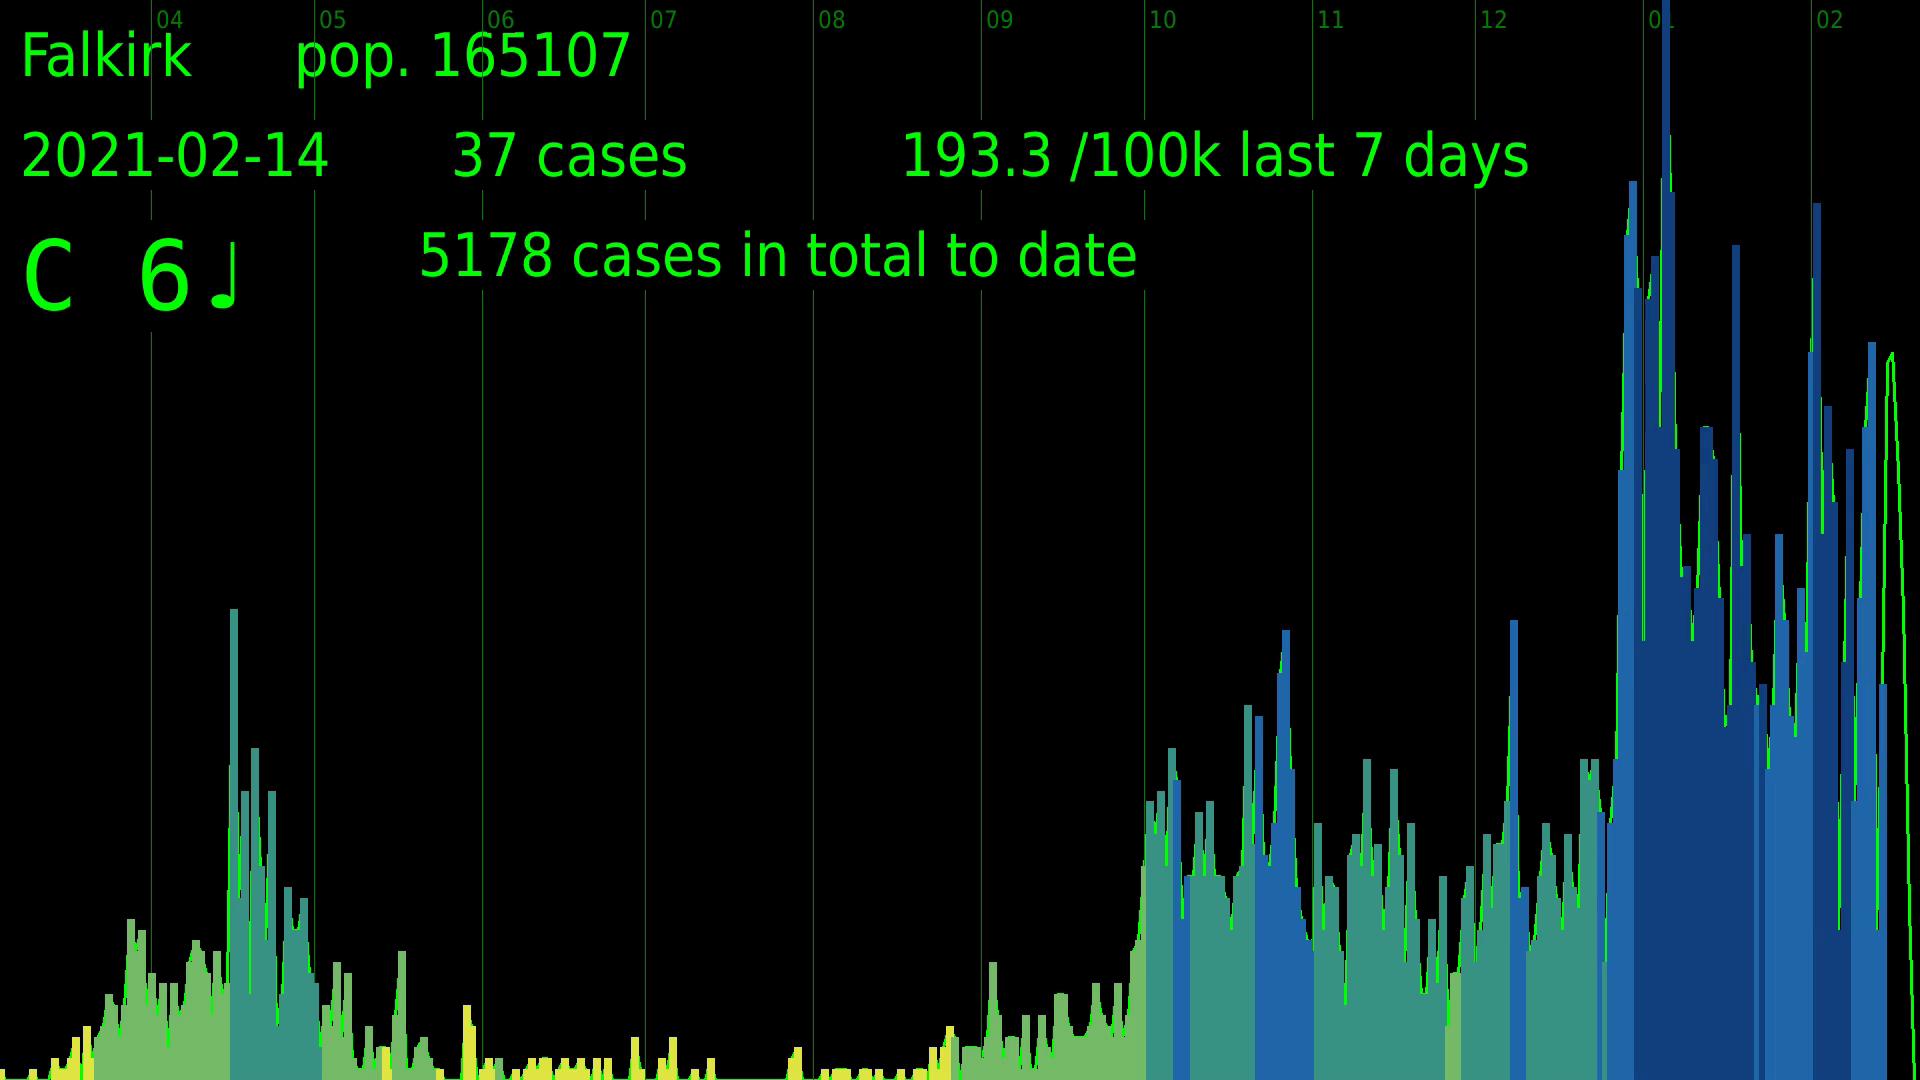 04 05 06 07 08 09 10 11 12 01 02
Falkirk pop. 165107
2021-02-14 37 cases 193.3 /100k last 7 days
C 6♩ 5178 cases in total to date